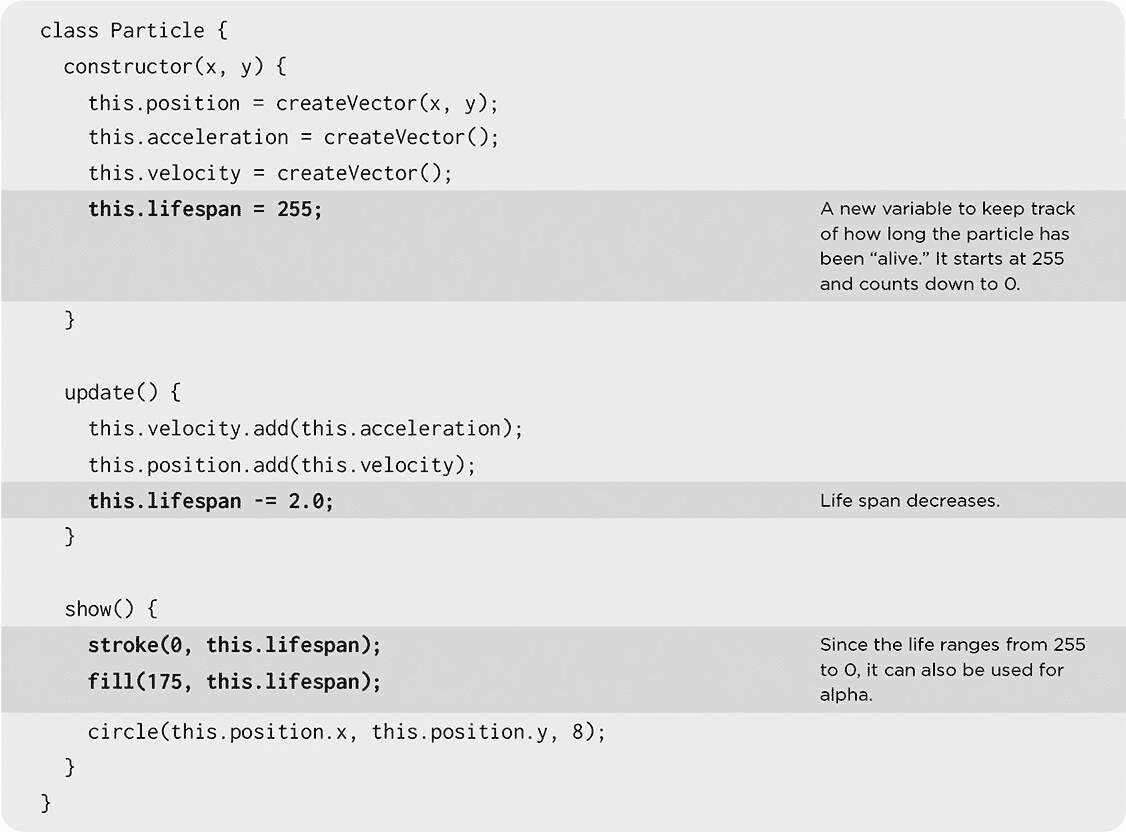 class Particle {
constructor(x, y) {
this.position = createVector(x, y);
this.acceleration = createVector();
this.velocity = createVector();
this.lifespan = 255;
A new variable to keep track
of how long the particle has
been “alive.” It starts at 255
and counts down to 0.
}
update() {
this.velocity.add(this.acceleration);
this.position.add(this.velocity);
this.lifespan -= 2.0;
Life span decreases.
}
show() {
stroke(0, this.lifespan);
fill(175, this.lifespan);
Since the life ranges from 255
to 0, it can also be used for
alpha.
circle(this.position.x, this.position.y, 8);
}
}